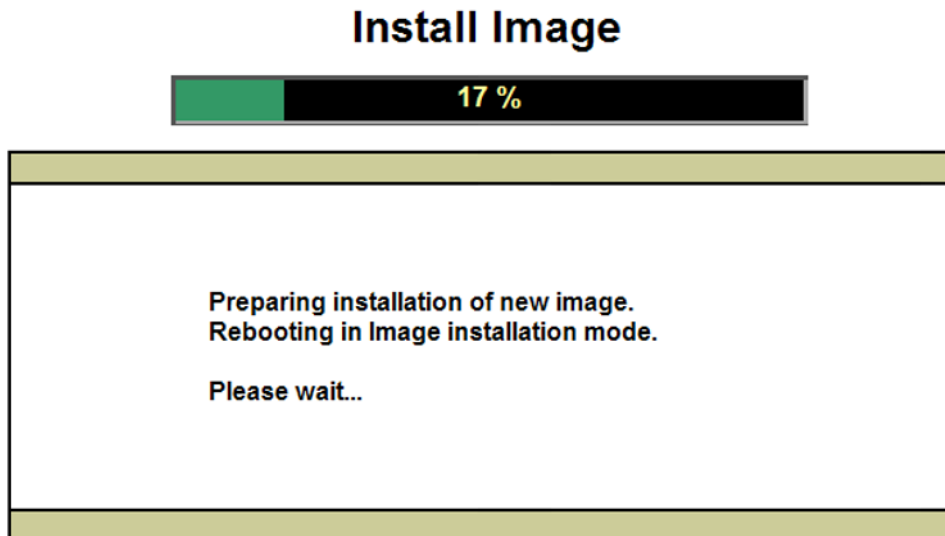 Install Image
17 %
Preparing installation of new image.
Rebooting in Image installation mode.
Please wait...